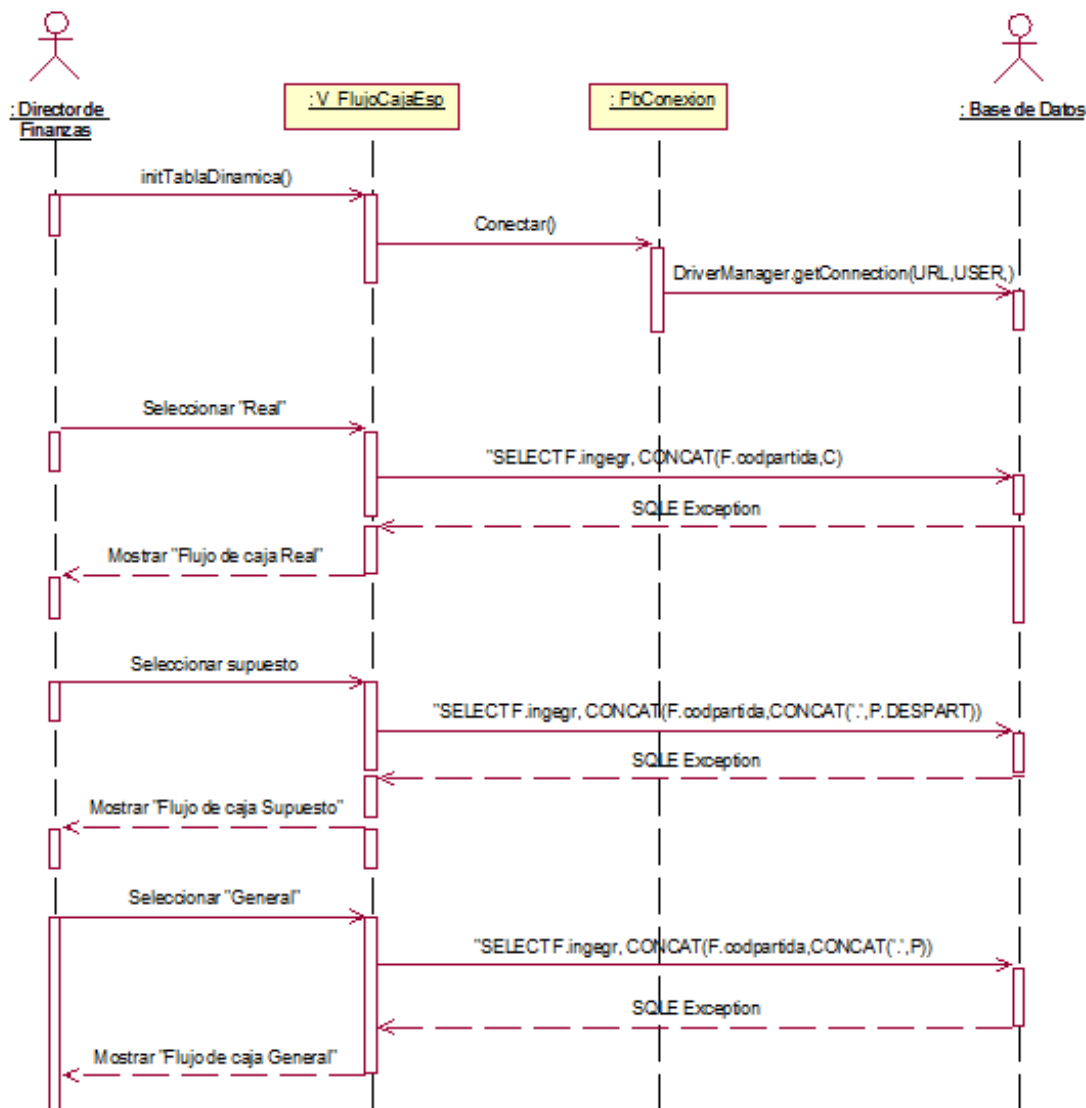 : Director de
Finanzas
: V_FlujoCajaEsp
: PbConexion
: Base de Datos
initTablaDinamica()
Conectar()
DriverManager.getConnection(URL,USER,)
Seleccionar "Real"
"SELECT F.ingegr, CONCAT(F.codpartida,C)
SQLE Exception
Mostrar "Flujo de caja Real"
Seleccionar supuesto
"SELECT F.ingegr, CONCAT(F.codpartida,CONCAT('.',P.DESPART))
SQLE Exception
Mostrar "Flujo de caja Supuesto"
Seleccionar "General"
"SELECT F.ingegr, CONCAT(F.codpartida,CONCAT('.',P))
SQLE Exception
Mostrar "Flujo de caja General"